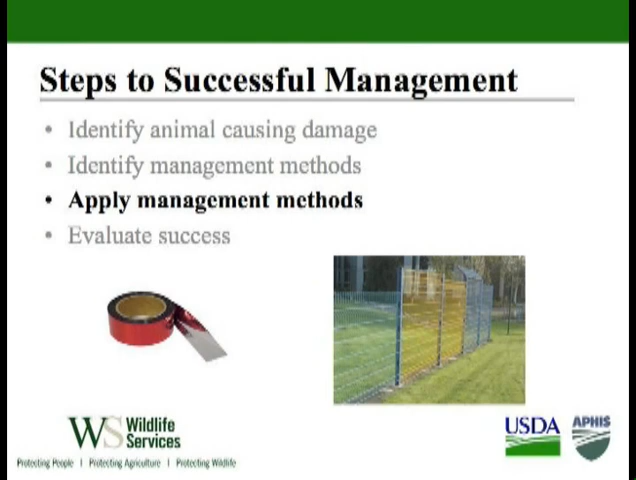 Steps to Successful Management
• Identify animal causing damage
• Identify management methods
• Apply management methods
• Evaluate success
WS Wildlife Services
Protecting People | Protecting Agriculture | Protecting Wildlife
USDA
APHIS